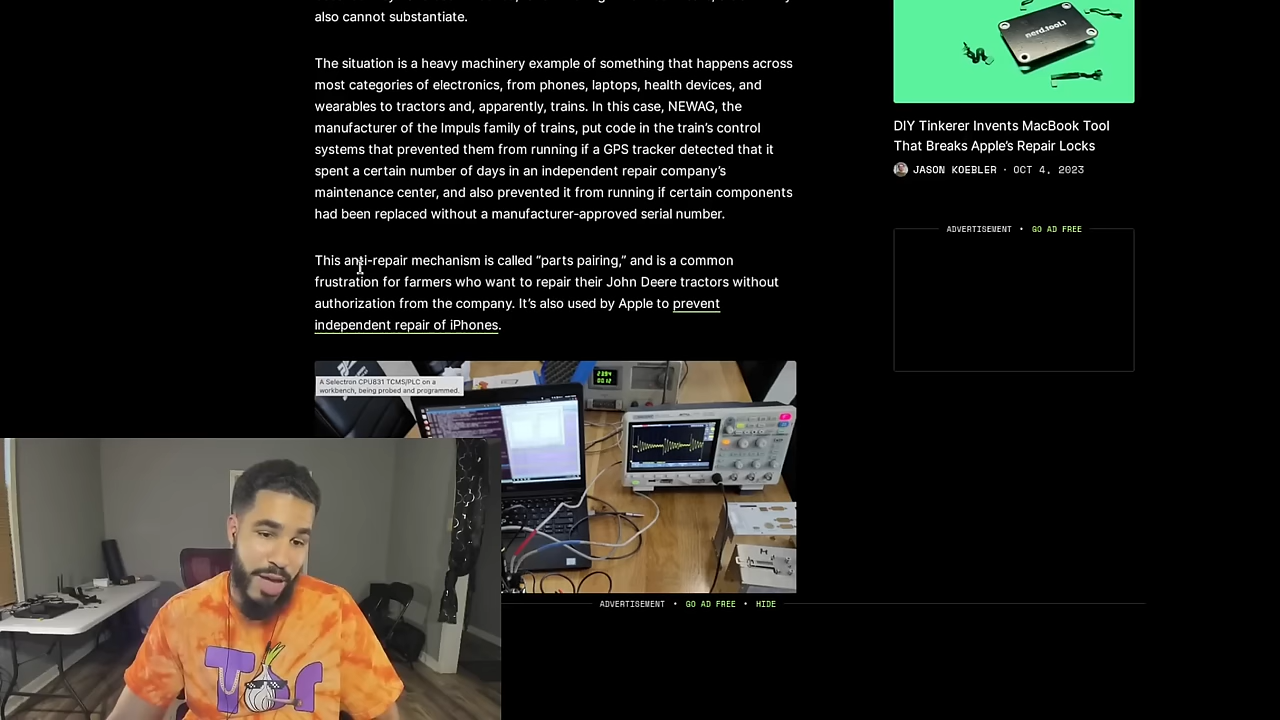 also cannot substantiate.
The situation is a heavy machinery example of something that happens across
most categories of electronics, from phones, laptops, health devices, and
wearables to tractors and, apparently, trains. In this case, NEWAG, the
manufacturer of the Impuls family of trains, put code in the train’s control
systems that prevented them from running if a GPS tracker detected that it
spent a certain number of days in an independent repair company’s
maintenance center, and also prevented it from running if certain components
had been replaced without a manufacturer-approved serial number.
This anti-repair mechanism is called “parts pairing,” and is a common
frustration for farmers who want to repair their John Deere tractors without
authorization from the company. It’s also used by Apple to prevent
independent repair of iPhones.
A Selectron CPU831 TCMS/PLC on a
workbench, being probed and programmed.
ADVERTISEMENT • GO AD FREE • HIDE
nerd.tool.1
DIY Tinkerer Invents MacBook Tool
That Breaks Apple’s Repair Locks
JASON KOEBLER · OCT 4, 2023
ADVERTISEMENT • GO AD FREE
Tor